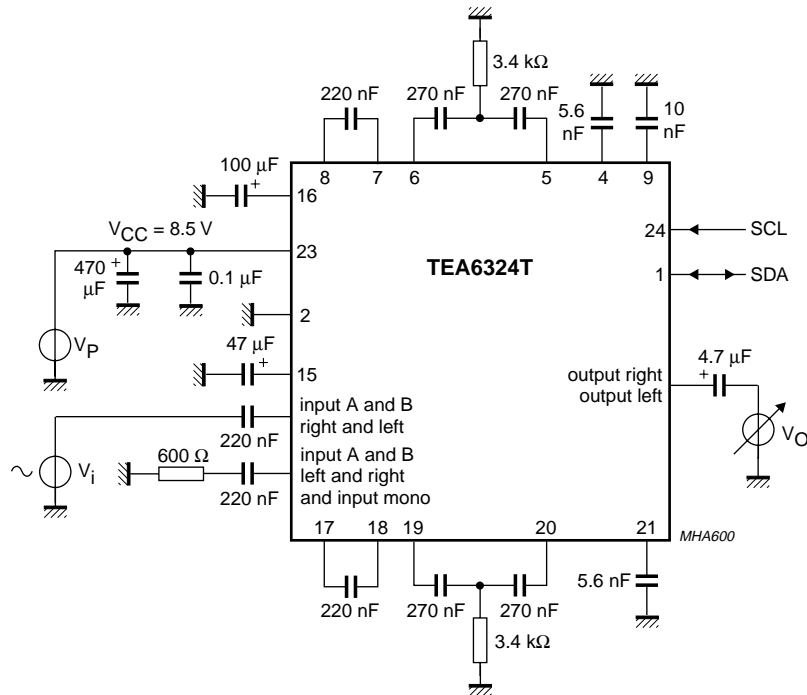 3.4 kΩ
220 nF
270 nF
270 nF
5.6 nF
10 nF
8
7
6
5
4
9
100 μF
+
16
V_CC = 8.5 V
23
470 μF
+
0.1 μF
TEA6324T
24
SCL
1
SDA
2
V_P
47 μF
+
15
input A and B
right and left
220 nF
output right
output left
4.7 μF
+
V_O
V_i
600 Ω
220 nF
input A and B
left and right
and input mono
17
18
19
20
21
MHA600
220 nF
270 nF
270 nF
5.6 nF
3.4 kΩ